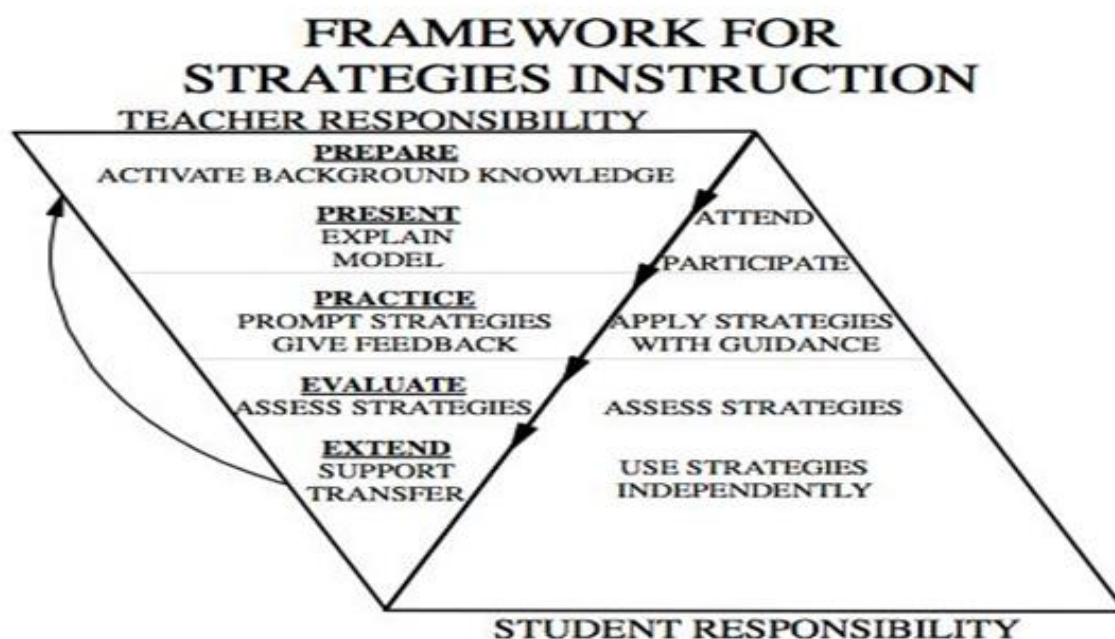 FRAMEWORK FOR
STRATEGIES INSTRUCTION
TEACHER RESPONSIBILITY
PREPARE
ACTIVATE BACKGROUND KNOWLEDGE
PRESENT
EXPLAIN
MODEL
ATTEND
PARTICIPATE
PRACTICE
PROMPT STRATEGIES
GIVE FEEDBACK
APPLY STRATEGIES
WITH GUIDANCE
EVALUATE
ASSESS STRATEGIES
ASSESS STRATEGIES
EXTEND
SUPPORT
TRANSFER
USE STRATEGIES
INDEPENDENTLY
STUDENT RESPONSIBILITY